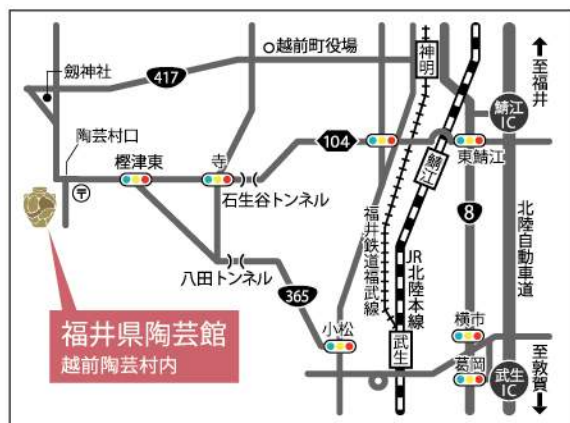 越前町役場
神明
至福井
劔神社
417
鯖江
IC
陶芸村口
樫津東
寺
104
東鯖江
鯖江
〒
石生谷トンネル
8
北陸自動車道
福井鉄道福武線
JR北陸本線
八田トンネル
365
福井県陶芸館
越前陶芸村内
小松
武生
横市
葛岡
武生
IC
至敦賀